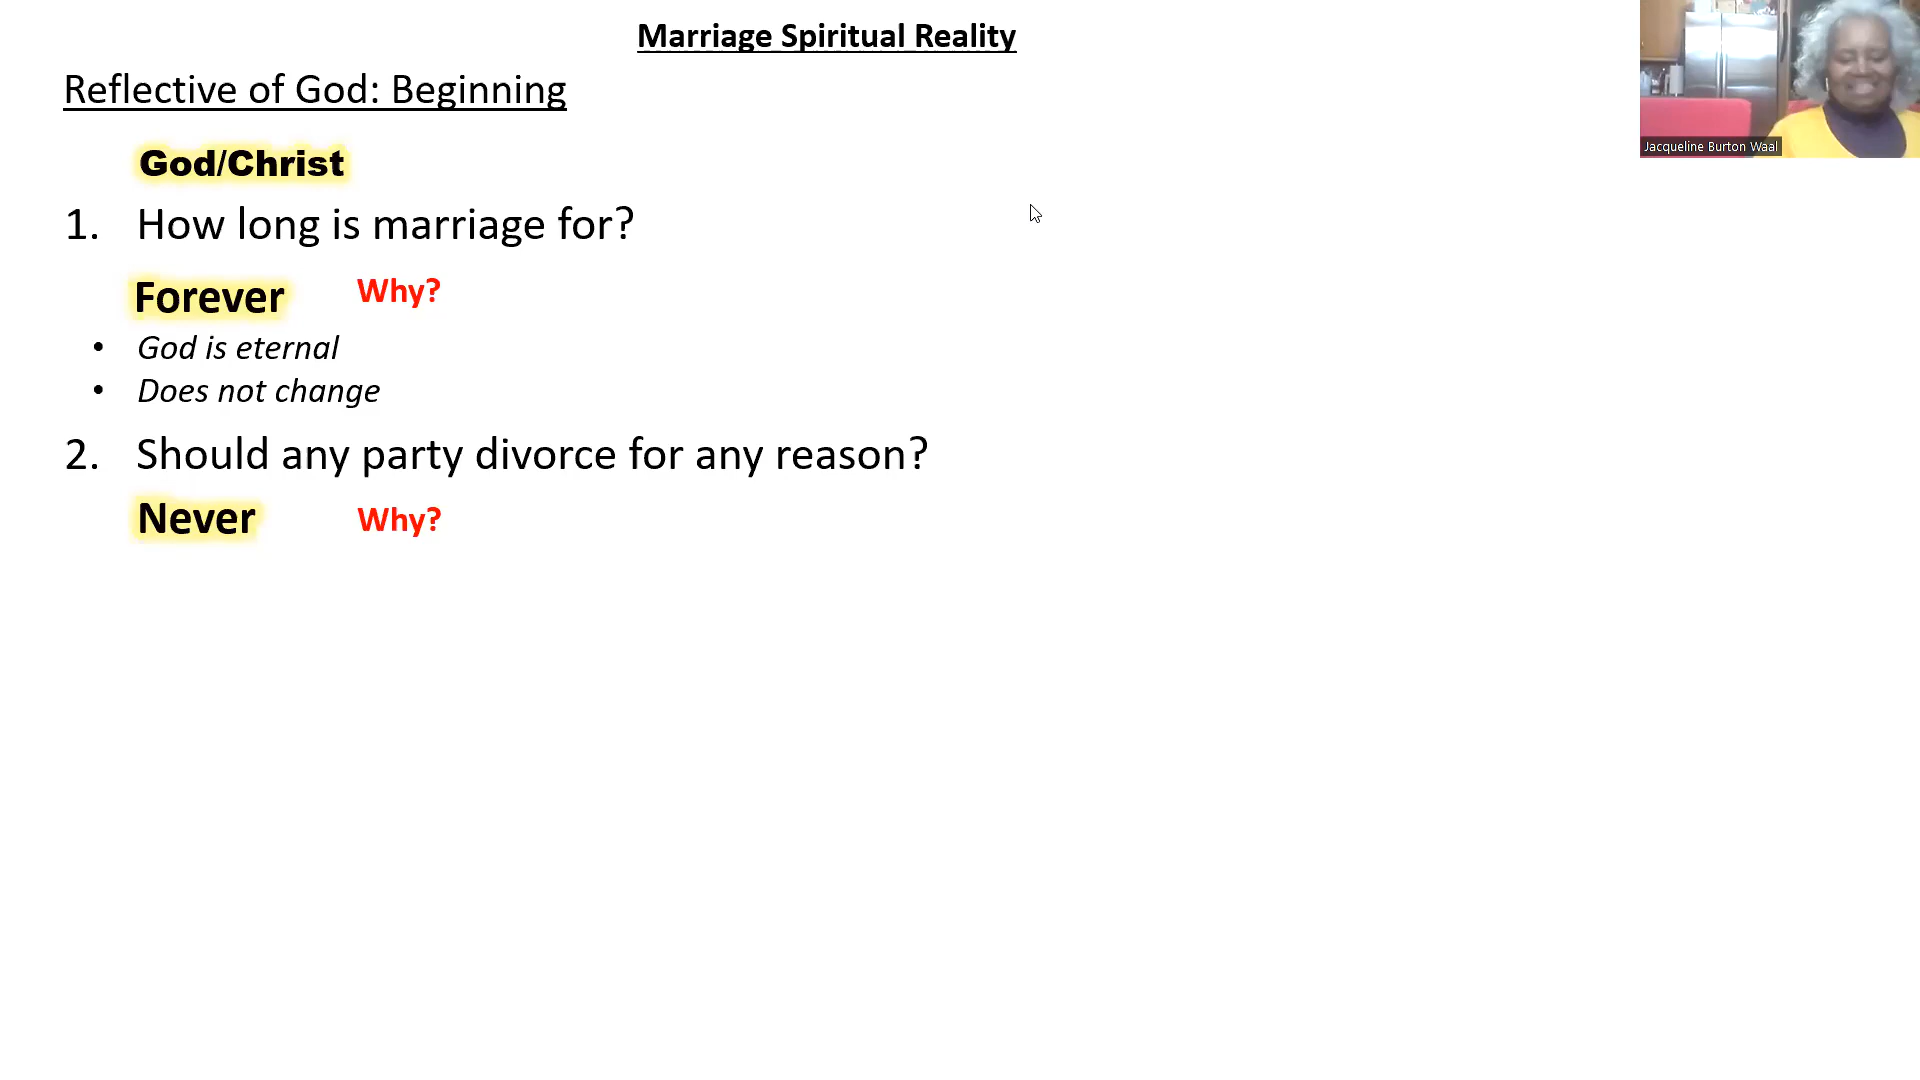 Marriage Spiritual Reality
Reflective of God: Beginning
God/Christ
1. How long is marriage for?
Forever Why?
• God is eternal
• Does not change
2. Should any party divorce for any reason?
Never Why?
Jacqueline Burton Waal